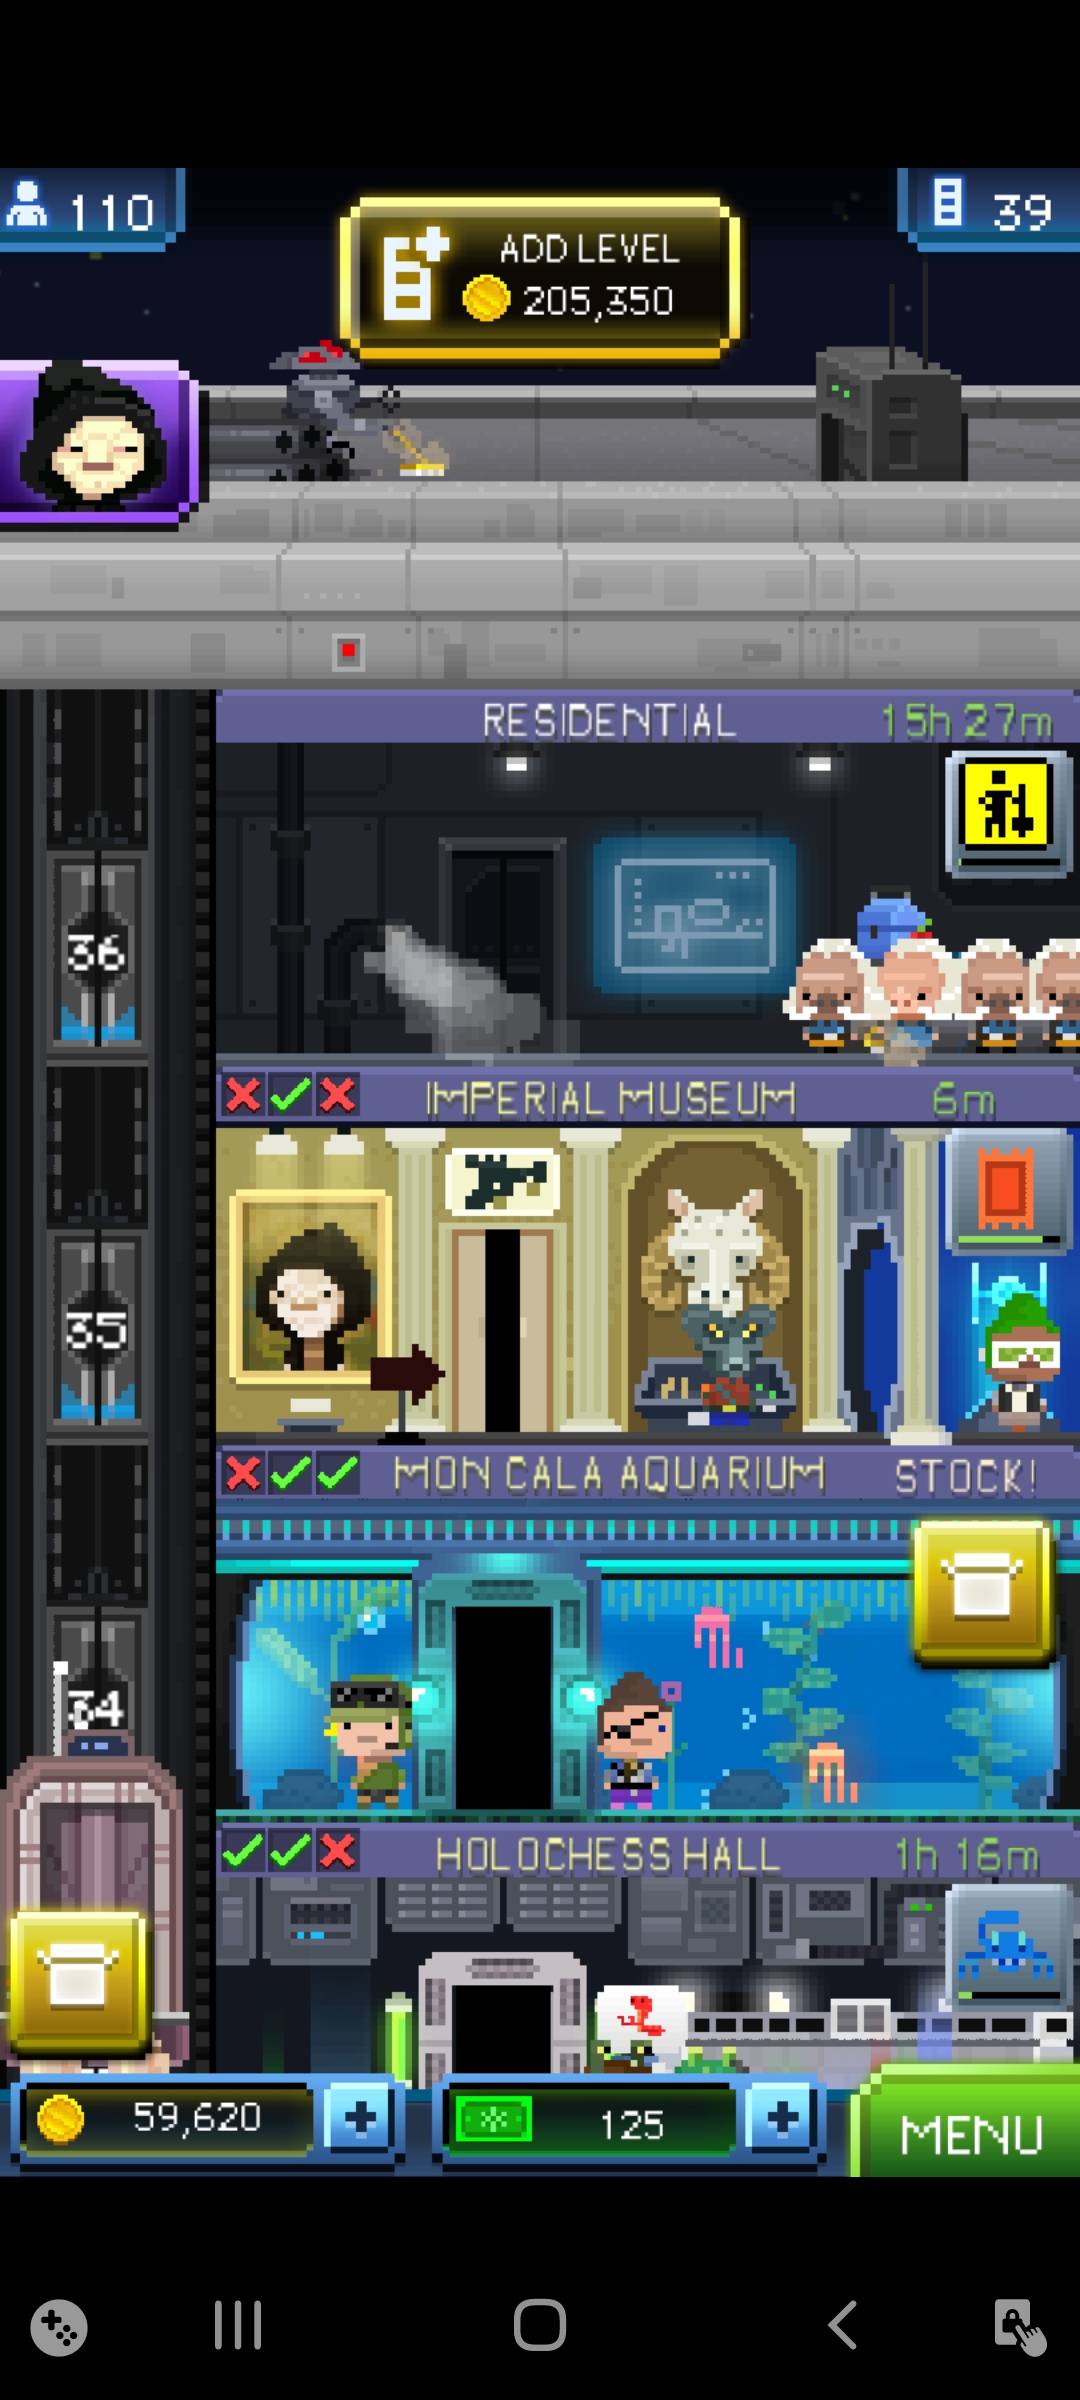 110
39
ADD LEVEL
205,350
RESIDENTIAL 15h 27m
36
IMPERIAL MUSEUM 6m
35
MON CALA AQUARIUM STOCK!
34
HOLOCHESS HALL 1h 16m
59,620
125
MENU